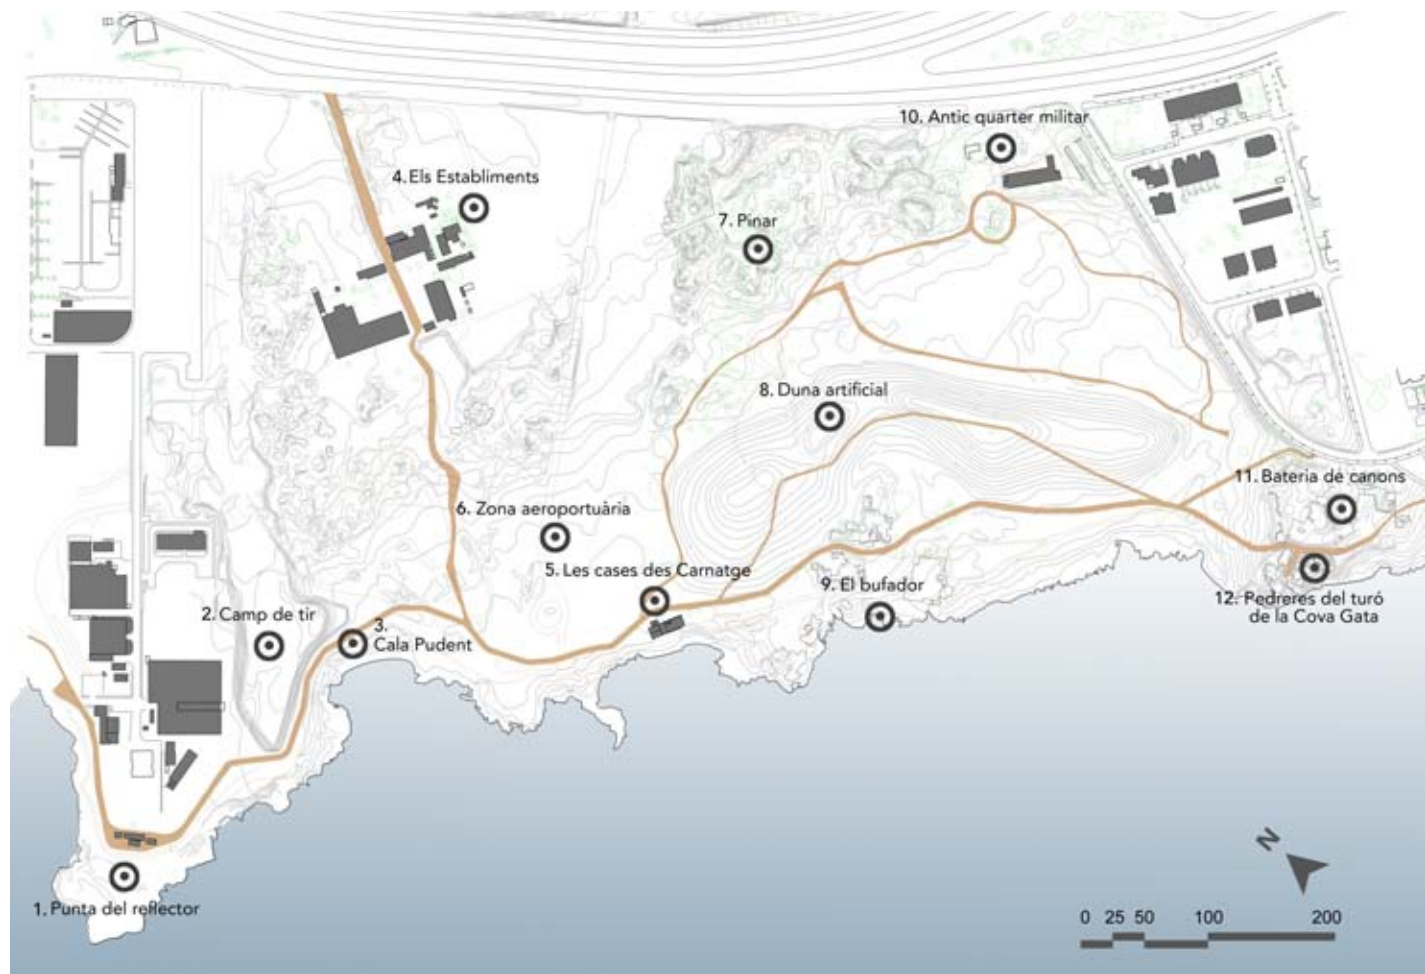 10. Antic quarter militar
4. Els Establiments
7. Pinar
8. Duna artificial
11. Bateria de canons
6. Zona aeroportuària
5. Les cases des Carnatge
9. El bufador
12. Pedreres del turó
de la Cova Gata
2. Camp de tir
3.
Cala Pudent
1. Punta del reflector
N
0 25 50 100 200